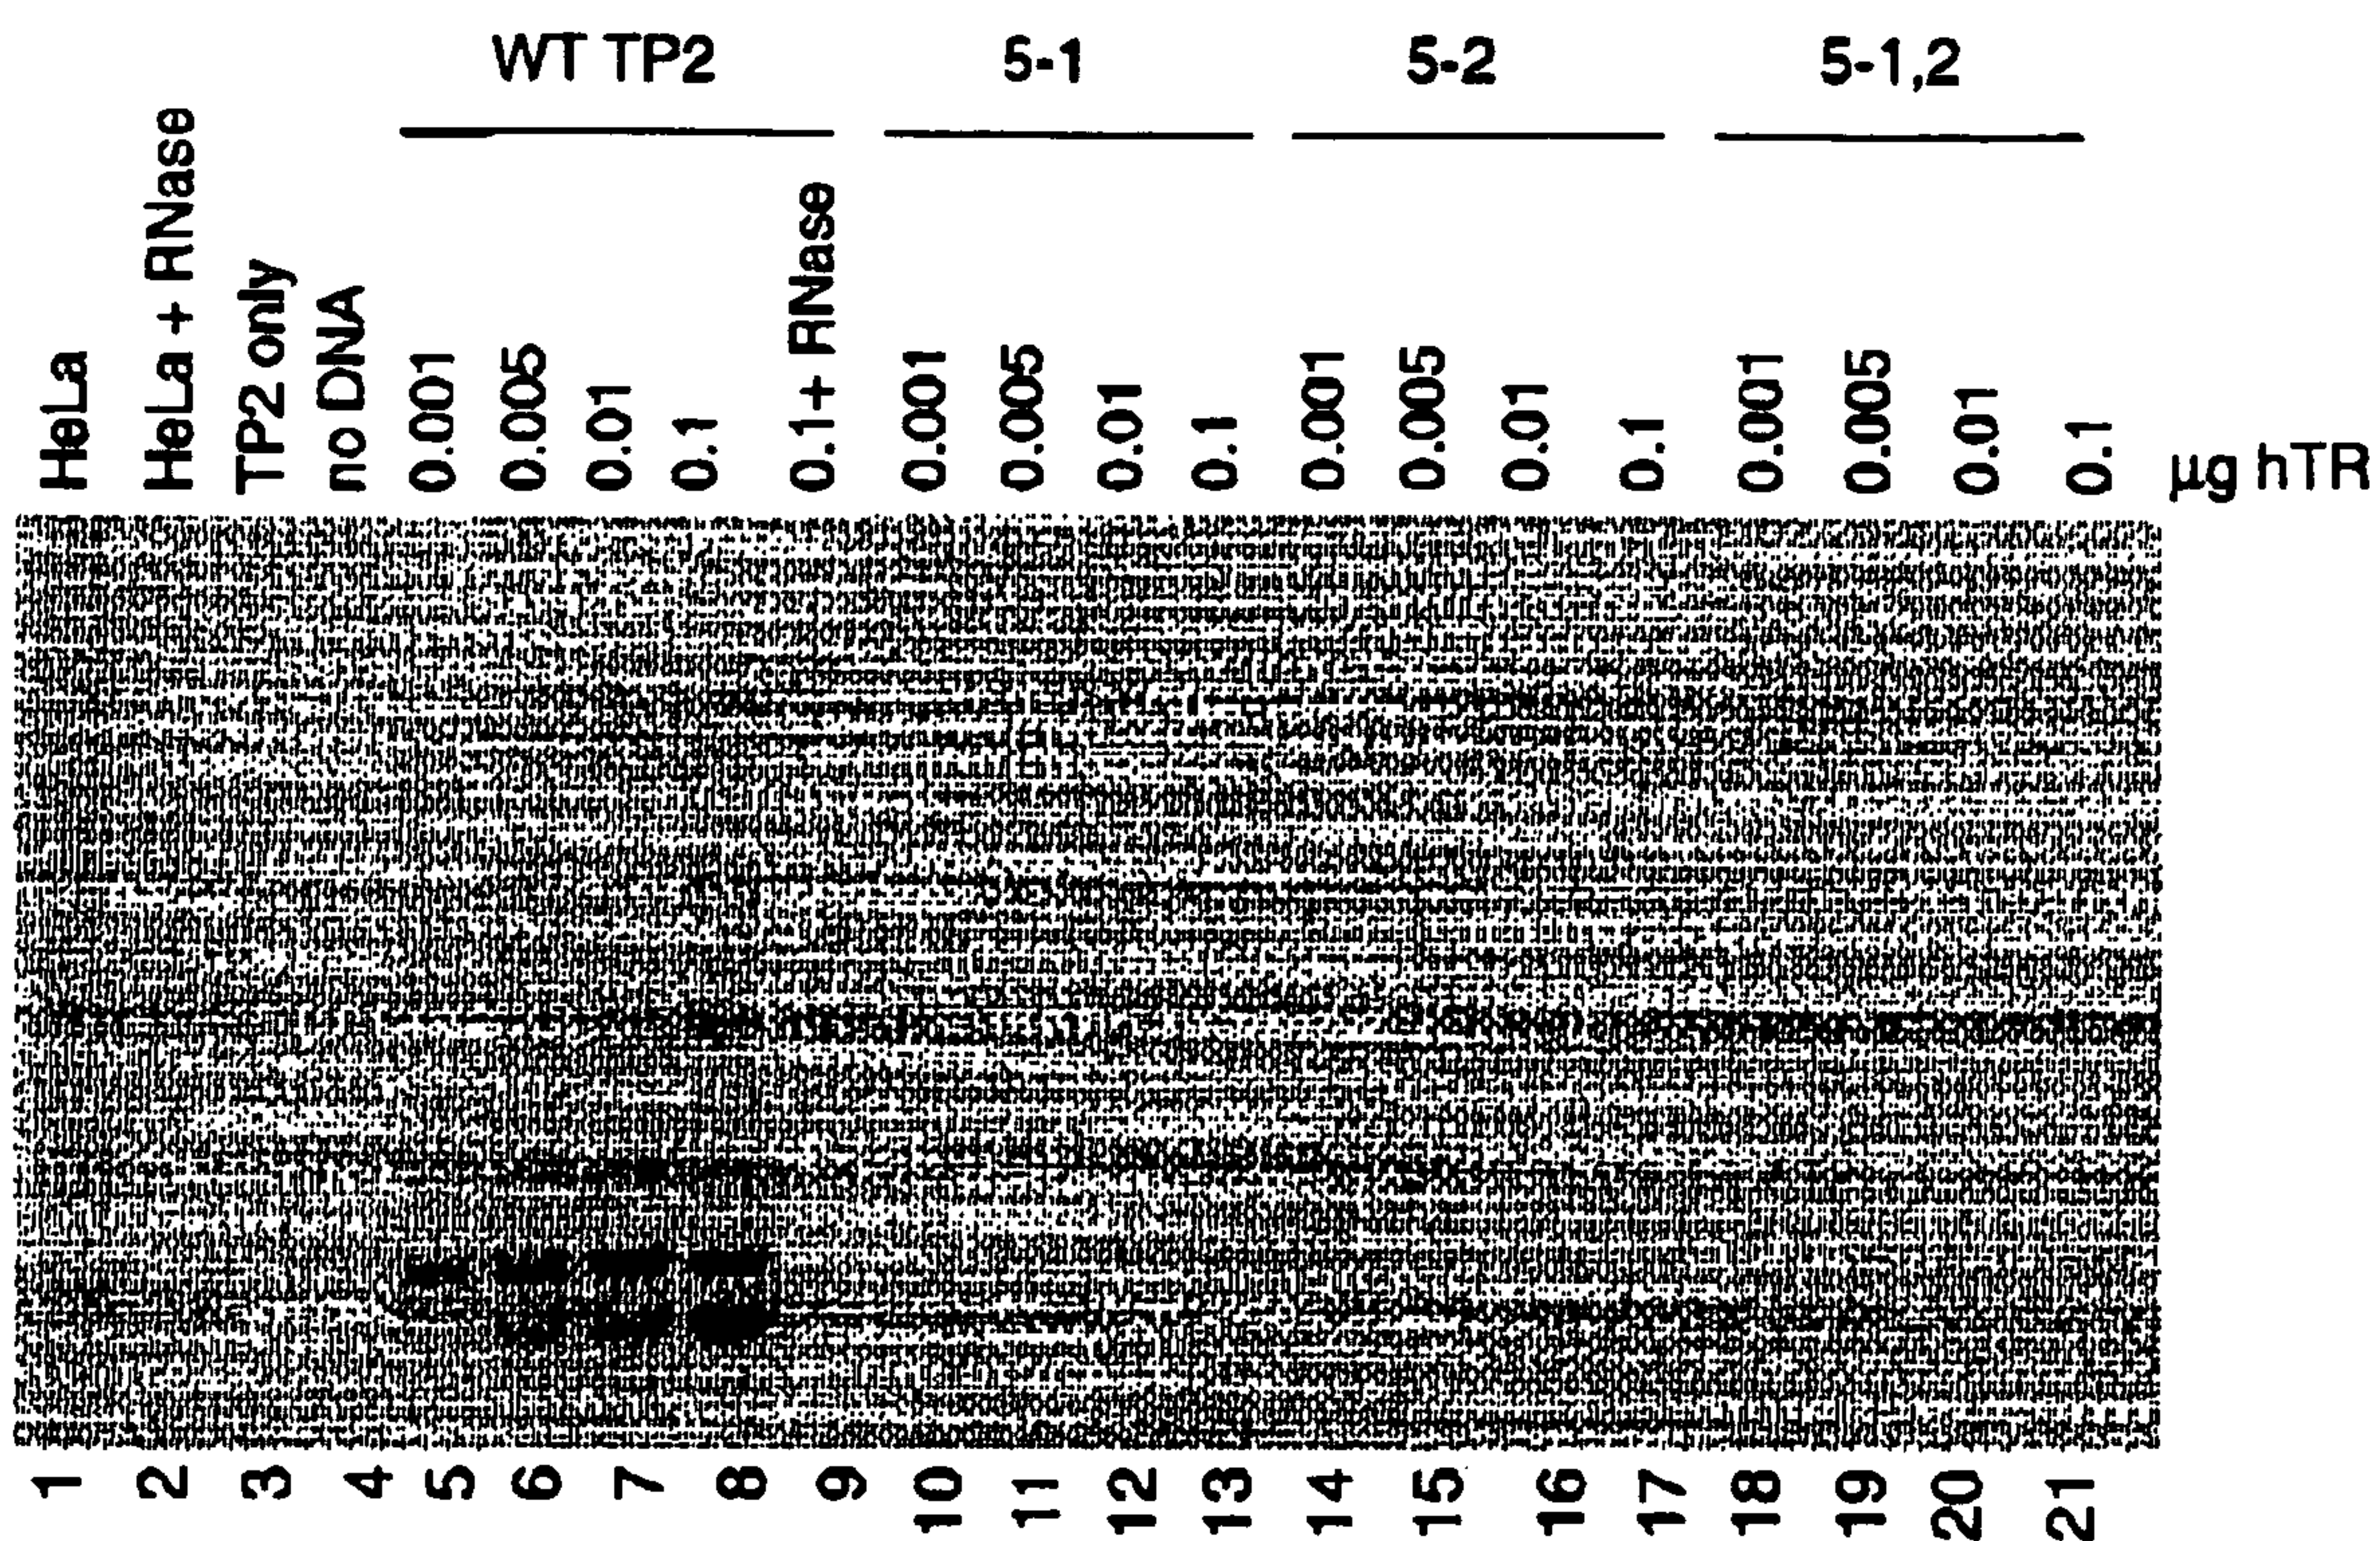 WT TP2 5-1 5-2 5-1,2
HeLa HeLa + RNase TP2 only no DNA 0.001 0.005 0.01 0.1 0.1+ RNase 0.001 0.005 0.01 0.1 0.001 0.005 0.01 0.1 0.001 0.005 0.01 0.1 µg hTR
1 2 3 4 5 6 7 8 9 10 11 12 13 14 15 16 17 18 19 20 21